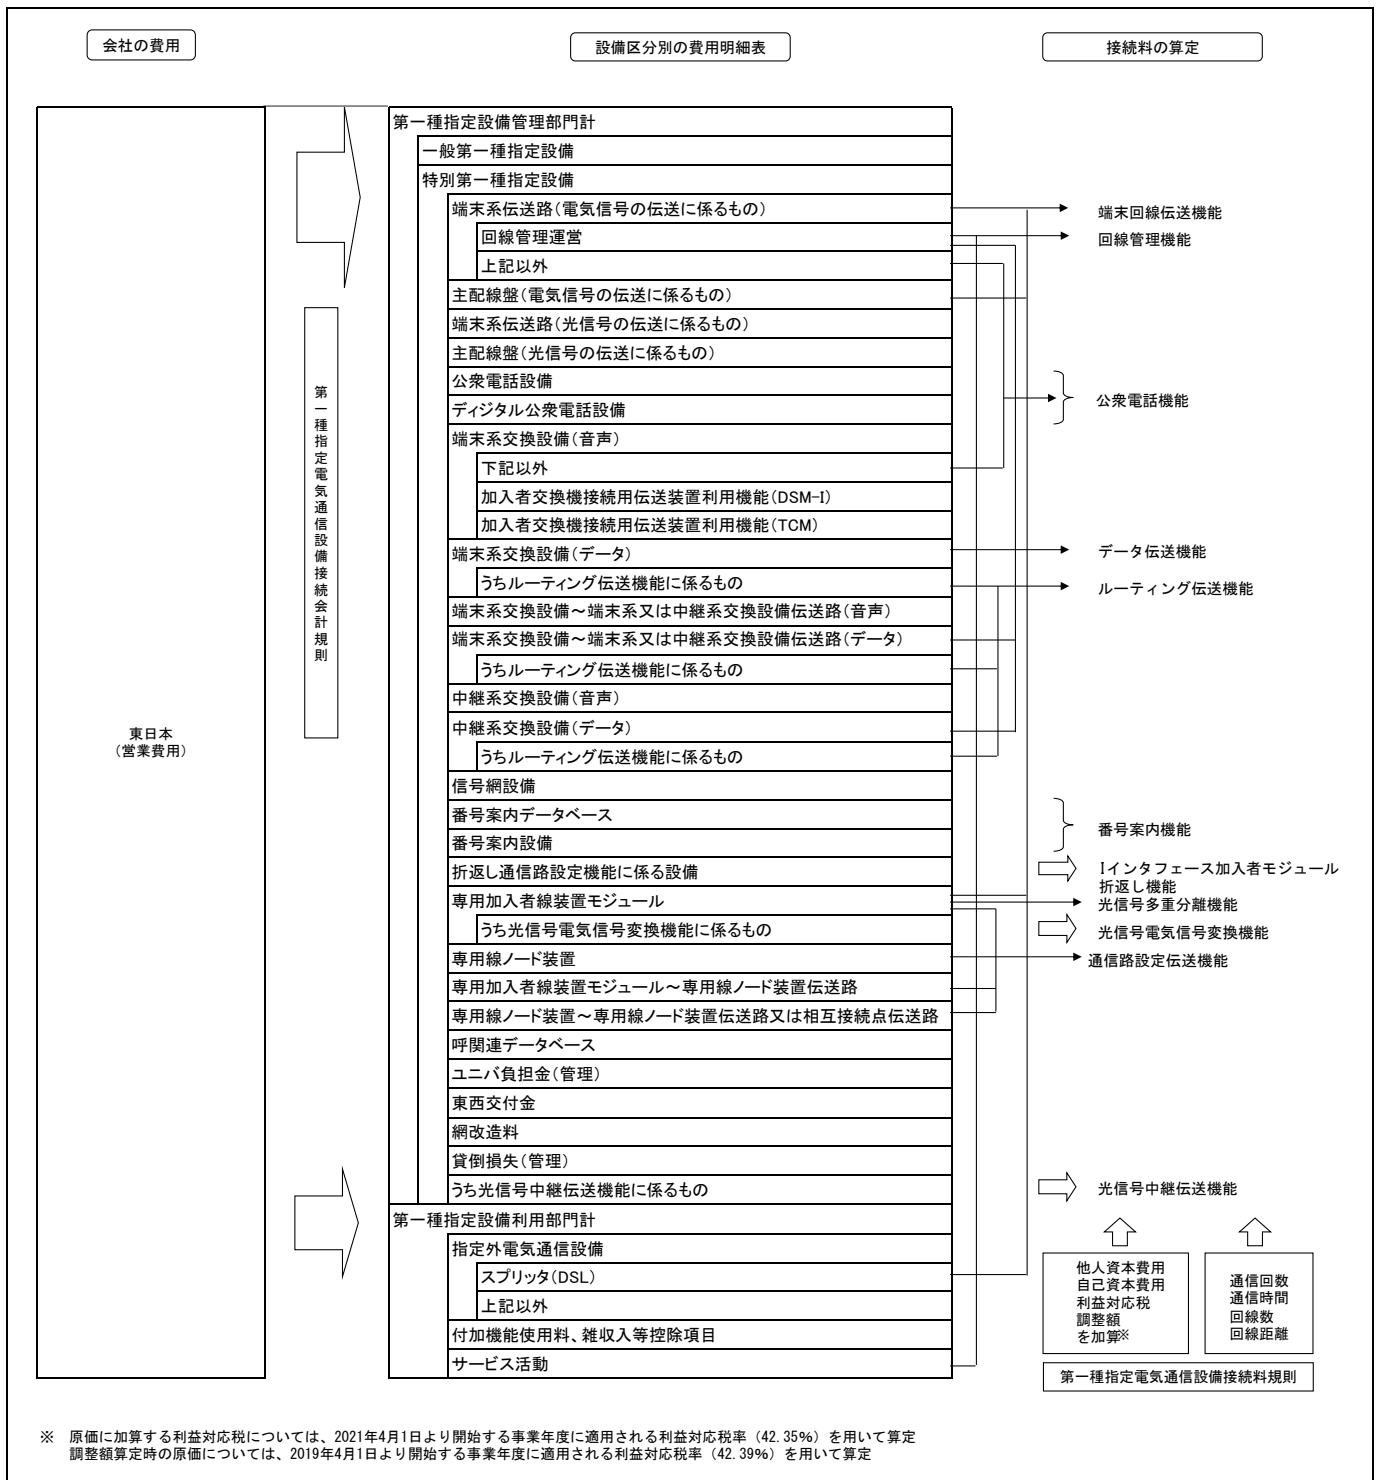 会社の費用
設備区分別の費用明細表
接続料の算定
東日本
（営業費用）
第一種指定電気通信設備接続会計規則
第一種指定設備管理部門計
一般第一種指定設備
特別第一種指定設備
端末系伝送路（電気信号の伝送に係るもの）
回線管理運営
上記以外
主配線盤（電気信号の伝送に係るもの）
端末系伝送路（光信号の伝送に係るもの）
主配線盤（光信号の伝送に係るもの）
公衆電話設備
ディジタル公衆電話設備
端末系交換設備（音声）
下記以外
加入者交換機接続用伝送装置利用機能（DSM-I）
加入者交換機接続用伝送装置利用機能（TCM）
端末系交換設備（データ）
うちルーティング伝送機能に係るもの
端末系交換設備～端末系又は中継系交換設備伝送路（音声）
端末系交換設備～端末系又は中継系交換設備伝送路（データ）
うちルーティング伝送機能に係るもの
中継系交換設備（音声）
中継系交換設備（データ）
うちルーティング伝送機能に係るもの
信号網設備
番号案内データベース
番号案内設備
折返し通信路設定機能に係る設備
専用加入者線装置モジュール
うち光信号電気信号変換機能に係るもの
専用線ノード装置
専用加入者線装置モジュール～専用線ノード装置伝送路
専用線ノード装置～専用線ノード装置伝送路又は相互接続点伝送路
呼関連データベース
ユニバ負担金（管理）
東西交付金
網改造料
貸倒損失（管理）
うち光信号中継伝送機能に係るもの
第一種指定設備利用部門計
指定外電気通信設備
スプリッタ（DSL）
上記以外
付加機能使用料、雑収入等控除項目
サービス活動
端末回線伝送機能
回線管理機能
公衆電話機能
データ伝送機能
ルーティング伝送機能
番号案内機能
Iインタフェース加入者モジュール
折返し機能
光信号多重分離機能
光信号電気信号変換機能
通信路設定伝送機能
光信号中継伝送機能
他人資本費用
自己資本費用
利益対応税
調整額
を加算※
通信回数
通信時間
回線数
回線距離
第一種指定電気通信設備接続料規則
※　原価に加算する利益対応税については、2021年4月1日より開始する事業年度に適用される利益対応税率（42.35%）を用いて算定
調整額算定時の原価については、2019年4月1日より開始する事業年度に適用される利益対応税率（42.39%）を用いて算定